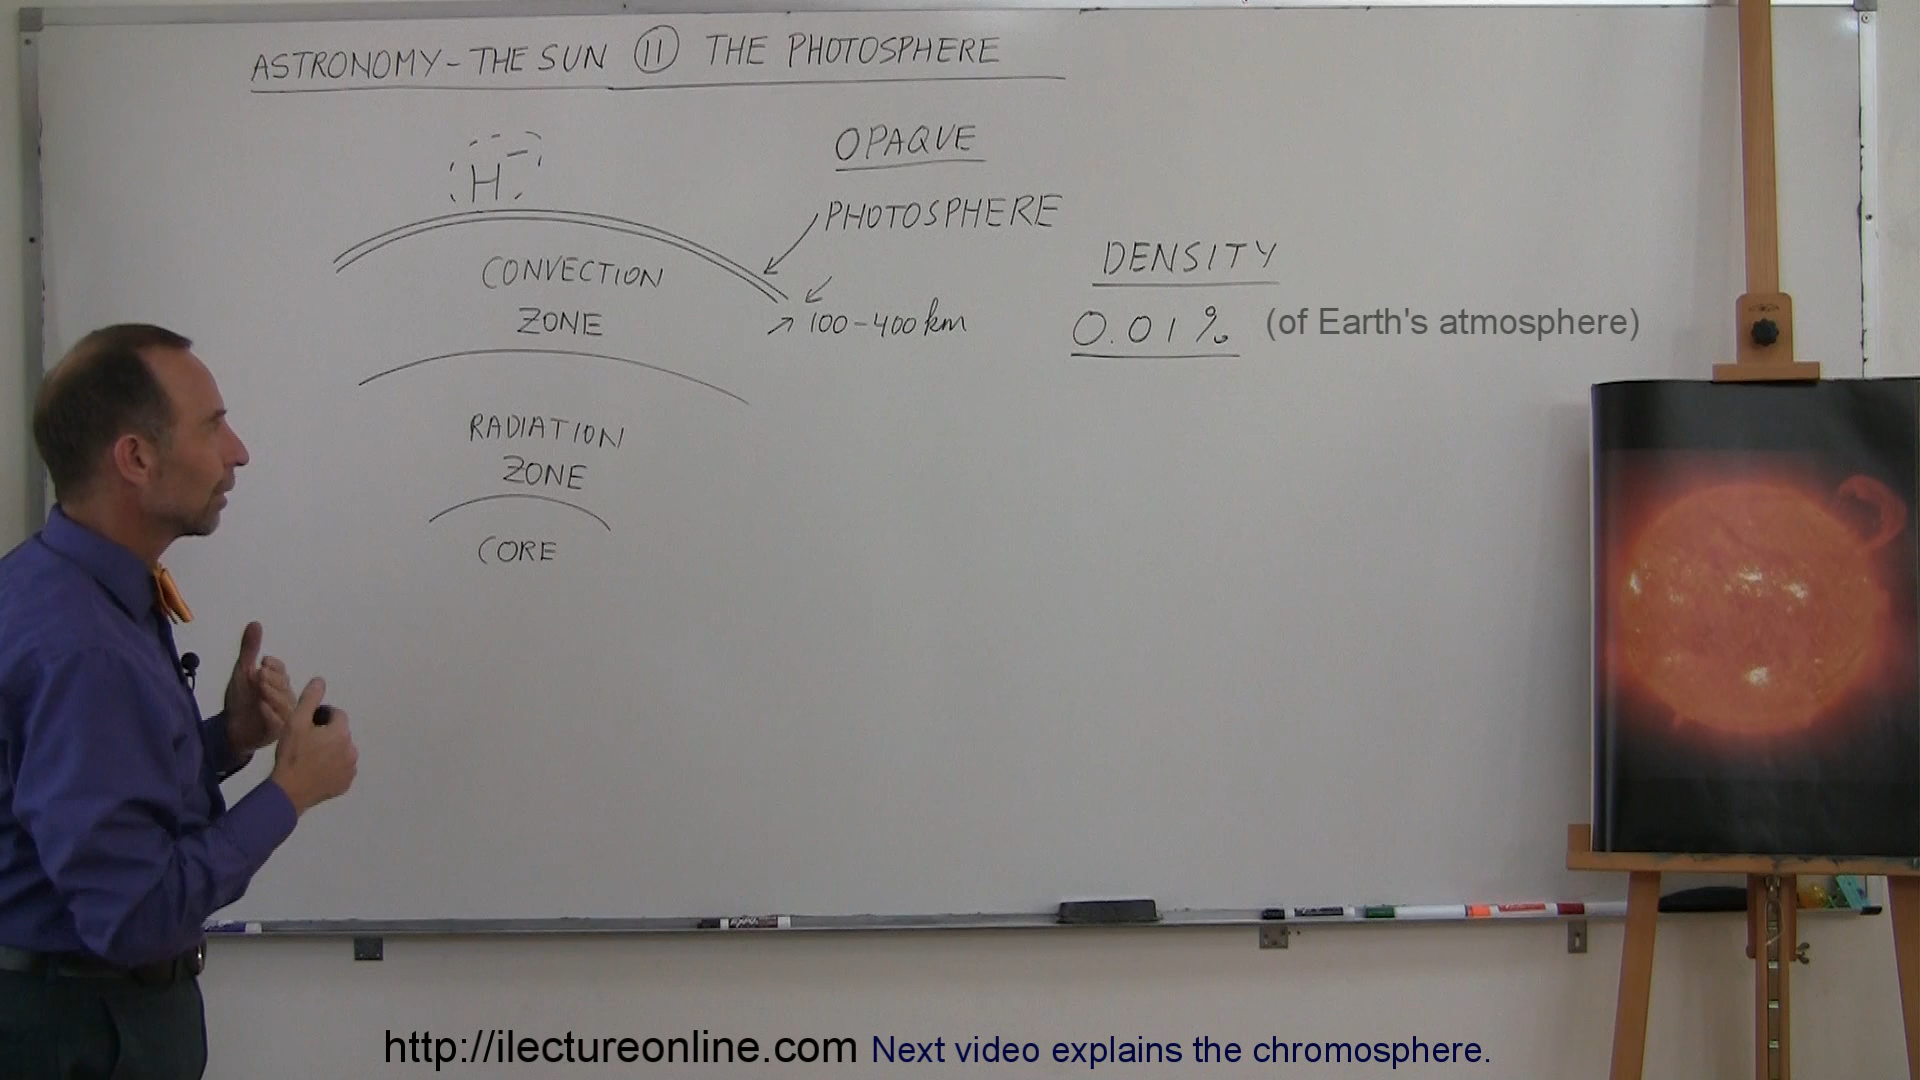 ASTRONOMY - THE SUN 11 THE PHOTOSPHERE
H⁻
OPAQUE
PHOTOSPHERE
CONVECTION
ZONE
100-400 km
DENSITY
0.01% (of Earth's atmosphere)
RADIATION
ZONE
CORE
EXPO
http://ilectureonline.com Next video explains the chromosphere.